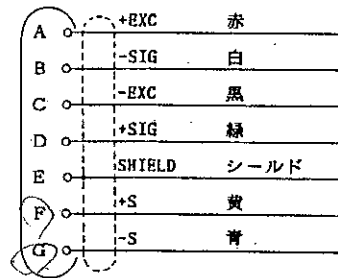 A +EXC 赤
B -SIG 白
C -EXC 黒
D +SIG 緑
E SHIELD シールド
F +S 黄
G -S 青